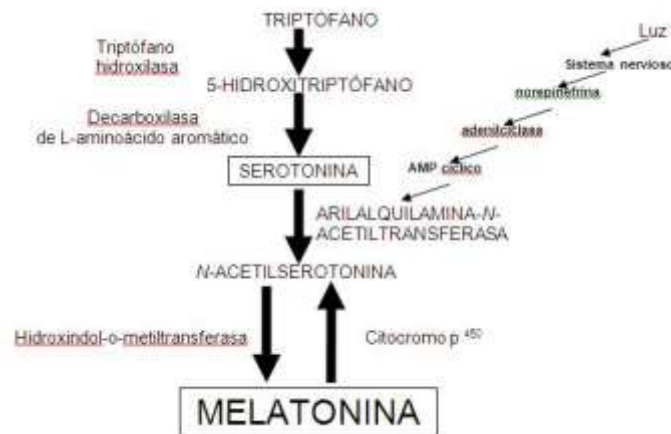 TRIPTÓFANO
Luz
Triptófano
hidroxilasa
Sistema nervioso
5-HIDROXITRIPTÓFANO
norepinefrina
Decarboxilasa
de L-aminoácido aromático
adenilciclasa
SEROTONINA
AMP cíclico
ARILALQUILAMINA-N-
ACETILTRANSFERASA
N-ACETILSEROTONINA
Hidroxindol-o-metiltransferasa
Citocromo p 450
MELATONINA